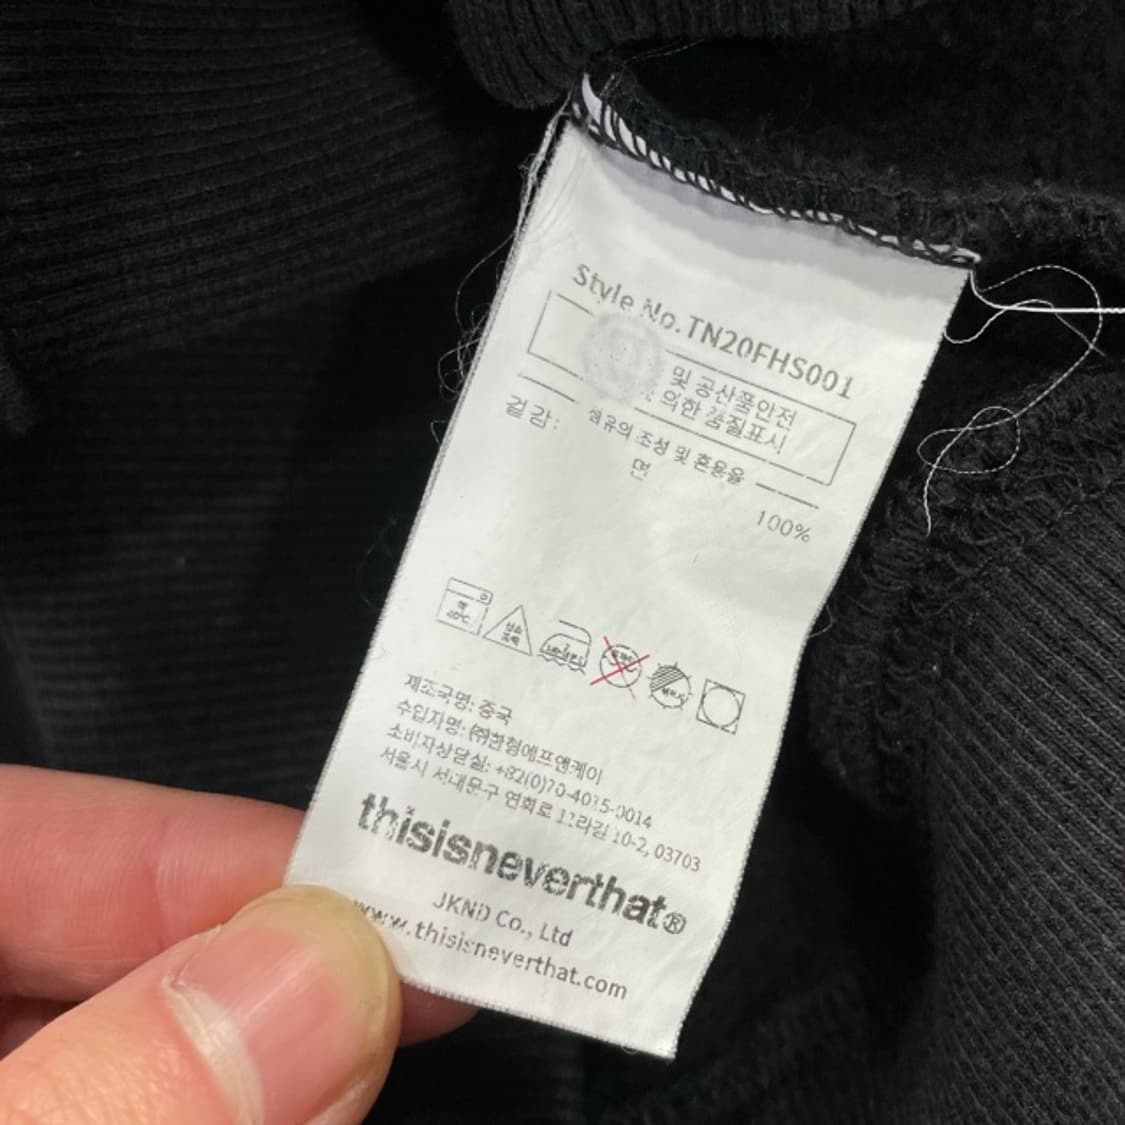 Style No.TN20FHS001
및 공산품안전
의한 품질표시
섬유의 조성 및 혼용율
겉감: 면 100%
제조국명: 중국
수입자명: ㈜한형에프앤케이
소비자상담실: +82(0)70-4015-0014
서울시 서대문구 연희로 11라길 10-2, 03703
thisisneverthat®
JKND Co., Ltd
www.thisisneverthat.com